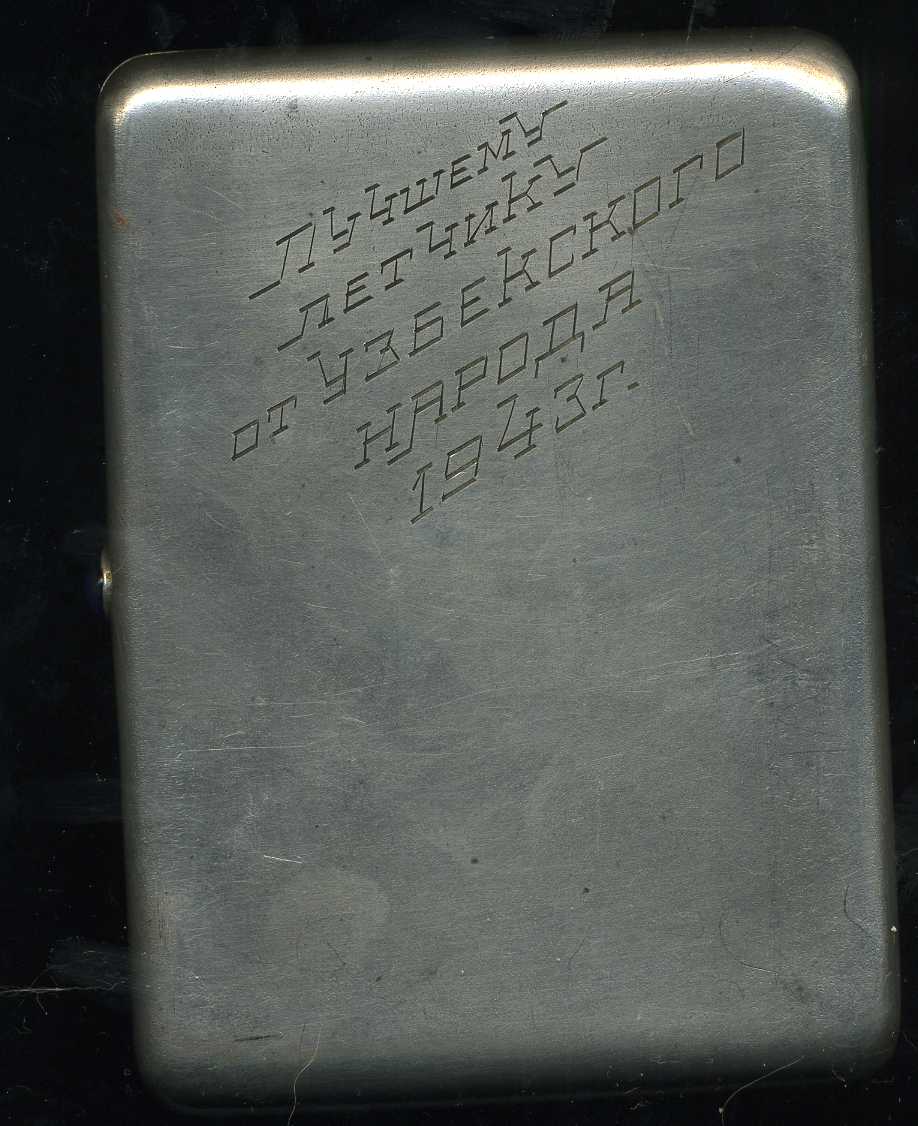 Лучшему
летчику
от Узбекского
НАРОДА
1943г.